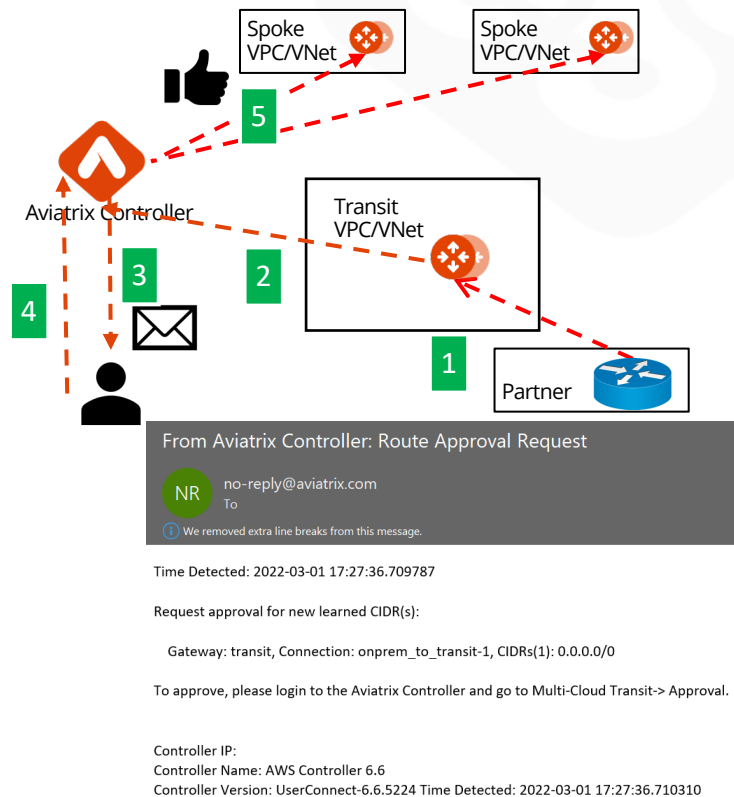 Spoke
VPC/VNet
Spoke
VPC/VNet
5
Aviatrix Controller
Transit
VPC/VNet
3
2
4
1
Partner
From Aviatrix Controller: Route Approval Request
NR
no-reply@aviatrix.com
To
We removed extra line breaks from this message.
Time Detected: 2022-03-01 17:27:36.709787
Request approval for new learned CIDR(s):
Gateway: transit, Connection: onprem_to_transit-1, CIDRs(1): 0.0.0.0/0
To approve, please login to the Aviatrix Controller and go to Multi-Cloud Transit-> Approval.
Controller IP:
Controller Name: AWS Controller 6.6
Controller Version: UserConnect-6.6.5224 Time Detected: 2022-03-01 17:27:36.710310